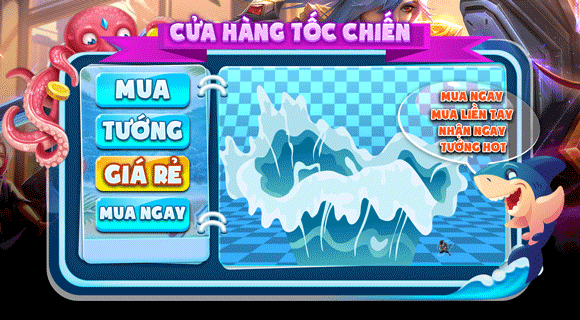 CỬA HÀNG TỐC CHIẾN
MUA
TƯỚNG
GIÁ RẺ
MUA NGAY
MUA NGAY
MUA LIỀN TAY
NHẬN NGAY
TƯỚNG HOT